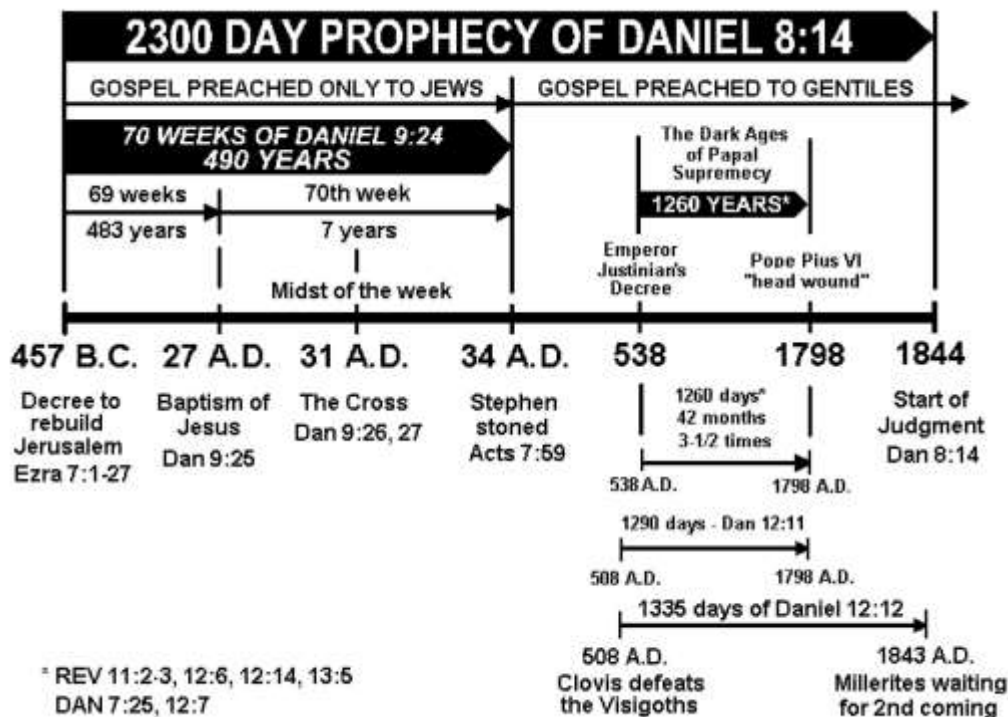 2300 DAY PROPHECY OF DANIEL 8:14
GOSPEL PREACHED ONLY TO JEWS
GOSPEL PREACHED TO GENTILES
70 WEEKS OF DANIEL 9:24
490 YEARS
69 weeks
483 years
70th week
7 years
Midst of the week
The Dark Ages
of Papal
Supremacy
1260 YEARS*
Emperor
Justinian's
Decree
Pope Pius VI
"head wound"
457 B.C.
Decree to
rebuild
Jerusalem
Ezra 7:1-27
27 A.D.
Baptism of
Jesus
Dan 9:25
31 A.D.
The Cross
Dan 9:26, 27
34 A.D.
Stephen
stoned
Acts 7:59
538
1798
1844
Start of
Judgment
Dan 8:14
1260 days*
42 months
3-1/2 times
538 A.D.
1798 A.D.
1290 days - Dan 12:11
508 A.D.
1798 A.D.
1335 days of Daniel 12:12
508 A.D.
Clovis defeats
the Visigoths
1843 A.D.
Millerites waiting
for 2nd coming
* REV 11:2-3, 12:6, 12:14, 13:5
DAN 7:25, 12:7